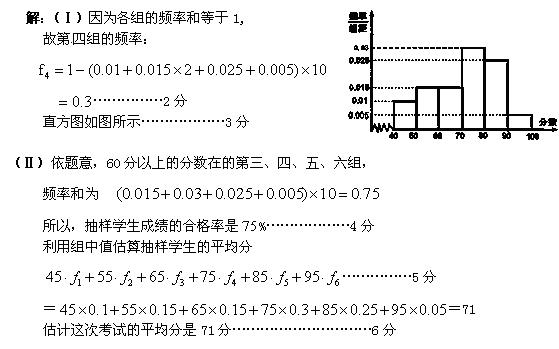 解:(Ⅰ)因为各组的频率和等于 1,
故第四组的频率:
f₄=1-(0.01+0.015×2+0.025+0.005)×10
=0.3··············2 分
直方图如图所示·················3 分
频率
组距
0.03
0.025
0.015
0.01
0.005
40 50 60 70 80 90 100
分数
(Ⅱ)依题意,60 分以上的分数在的第三、四、五、六组,
频率和为 (0.015+0.03+0.025+0.005)×10=0.75
所以,抽样学生成绩的合格率是 75%·················4 分
利用组中值估算抽样学生的平均分
45·f₁+55·f₂+65·f₃+75·f₄+85·f₅+95·f₆··············5 分
=45×0.1+55×0.15+65×0.15+75×0.3+85×0.25+95×0.05=71
估计这次考试的平均分是 71 分····························6 分